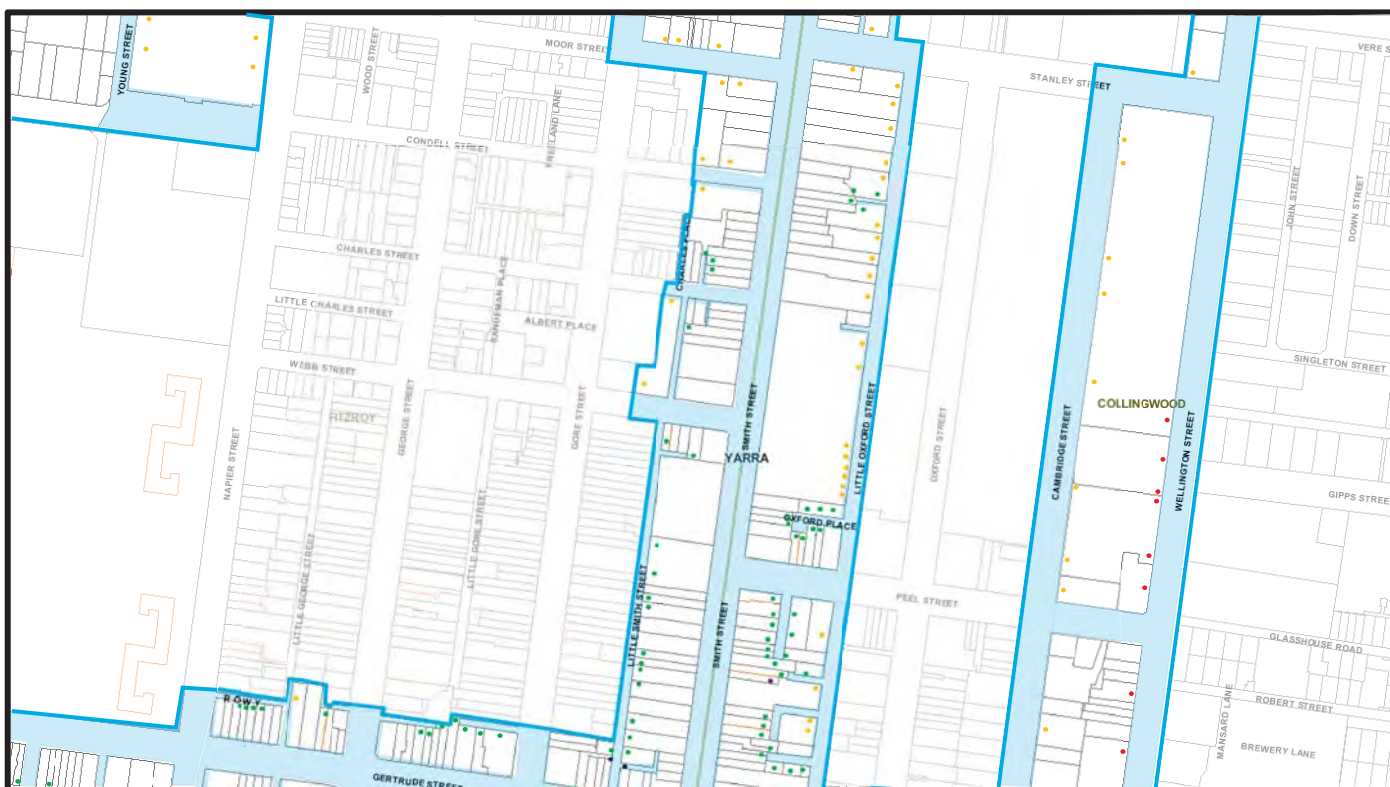 YOUNG STREET
WOOD STREET
MOOR STREET
VERE S
STANLEY STREET
CONDELL STREET
JOHN STREET
DOWN STREET
CHARLES STREET
LITTLE CHARLES STREET
ALBERT PLACE
WEBB STREET
SINGLETON STREET
GEORGE STREET
GORE STREET
SMITH STREET
LITTLE OXFORD STREET
OXFORD STREET
CAMBRIDGE STREET
COLLINGWOOD
WELLINGTON STREET
NAPIER STREET
YARRA
GIPPS STREE
LITTLE GORE STREET
OXFORD PLACE
LITTLE GEORGE STREET
LITTLE SMITH STREET
SMITH STREET
PEEL STREET
GLASSHOUSE ROAD
ROBERT STREET
MANSARD LANE
BREWERY LANE
R O W Y
GERTRUDE STREET